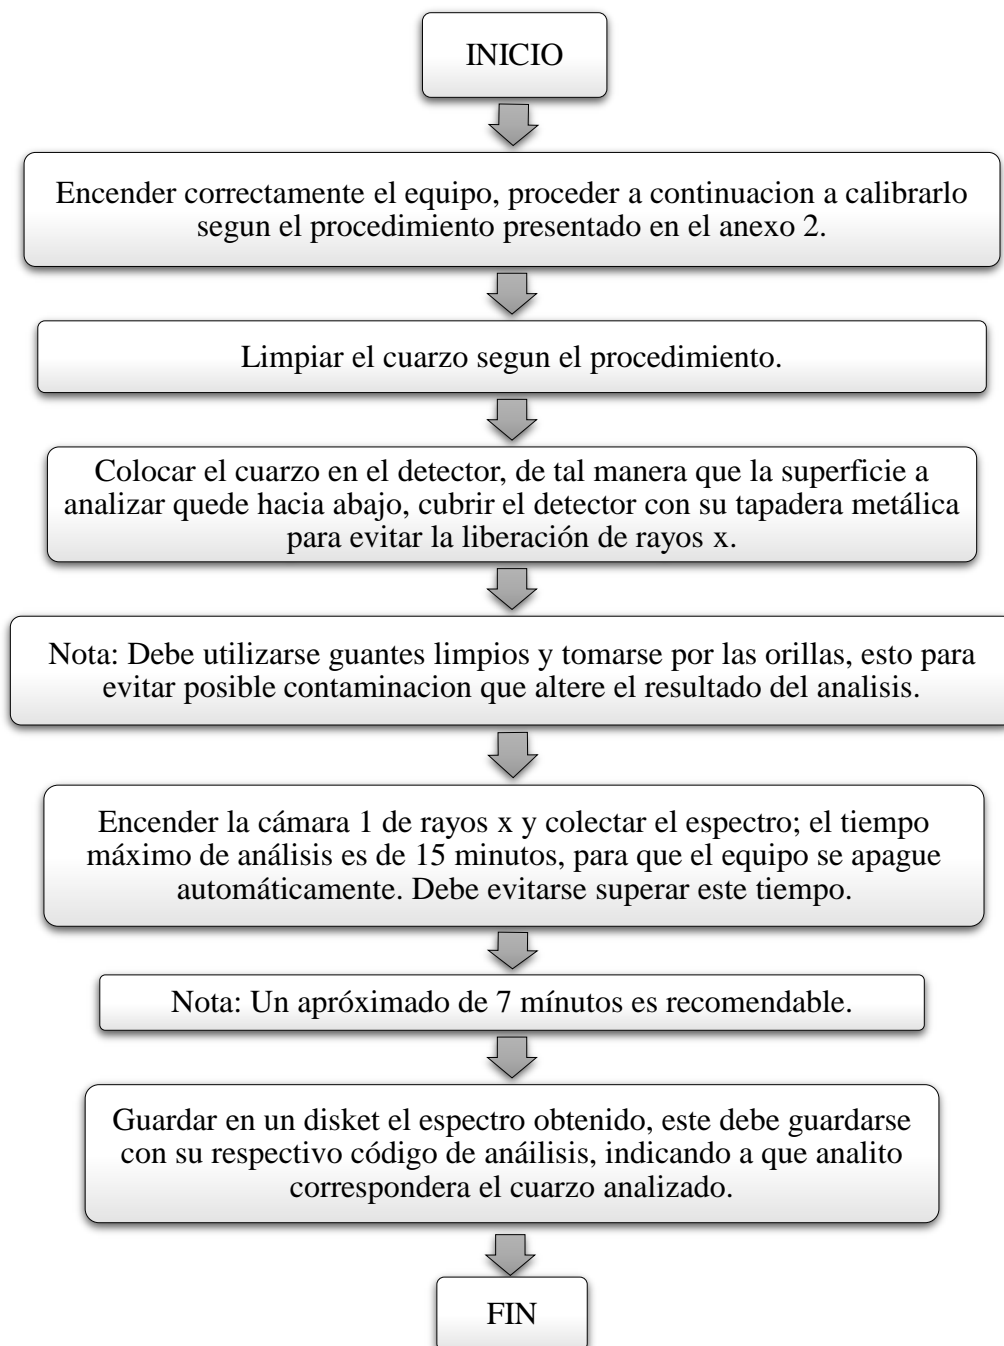 INICIO
Encender correctamente el equipo, proceder a continuacion a calibrarlo
segun el procedimiento presentado en el anexo 2.
Limpiar el cuarzo segun el procedimiento.
Colocar el cuarzo en el detector, de tal manera que la superficie a
analizar quede hacia abajo, cubrir el detector con su tapadera metálica
para evitar la liberación de rayos x.
Nota: Debe utilizarse guantes limpios y tomarse por las orillas, esto para
evitar posible contaminacion que altere el resultado del analisis.
Encender la cámara 1 de rayos x y colectar el espectro; el tiempo
máximo de análisis es de 15 minutos, para que el equipo se apague
automáticamente. Debe evitarse superar este tiempo.
Nota: Un apróximado de 7 mínutos es recomendable.
Guardar en un disket el espectro obtenido, este debe guardarse
con su respectivo código de anáilisis, indicando a que analito
correspondera el cuarzo analizado.
FIN